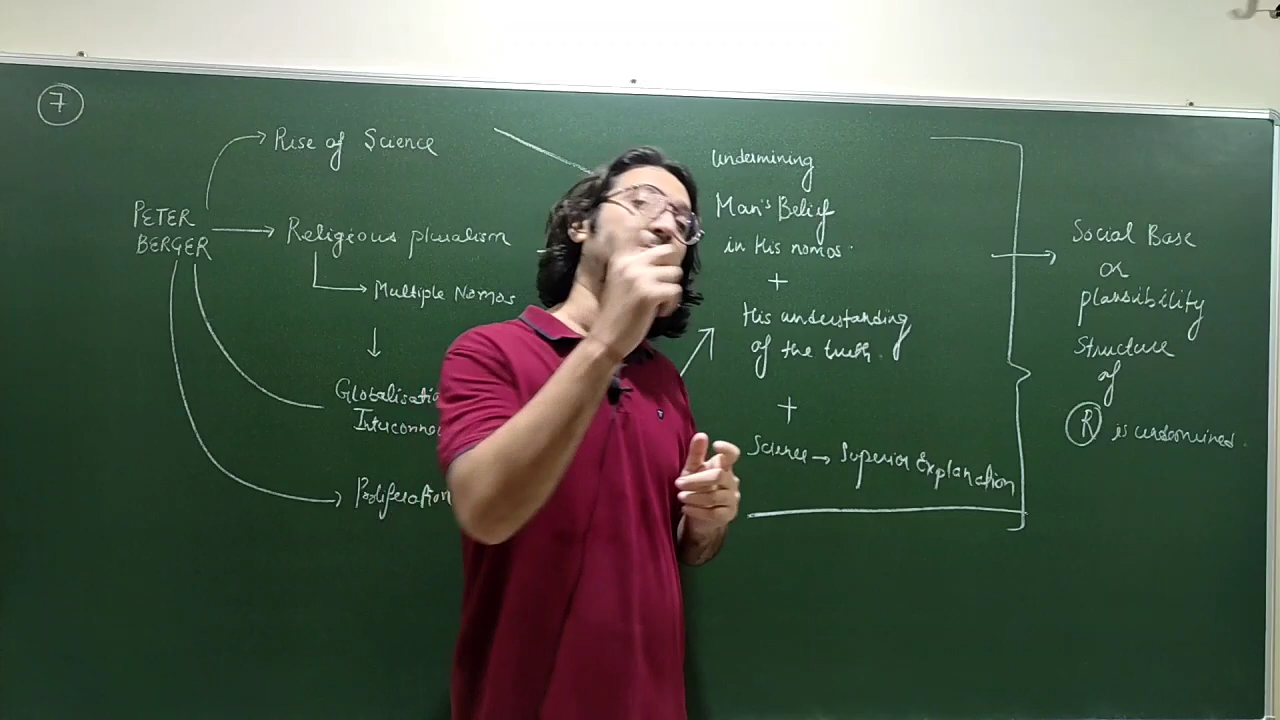 7
Rise of Science
PETER
BERGER
Religious pluralism
Multiple Nomos
Globalisatio
Interconne
Proliferation
undermining
Man's Belief
in His nomos.
+
His understanding
of the truth.
+
Science → Superior Explanation
Social Base
or
plausibility
Structure
of
R is undermined.